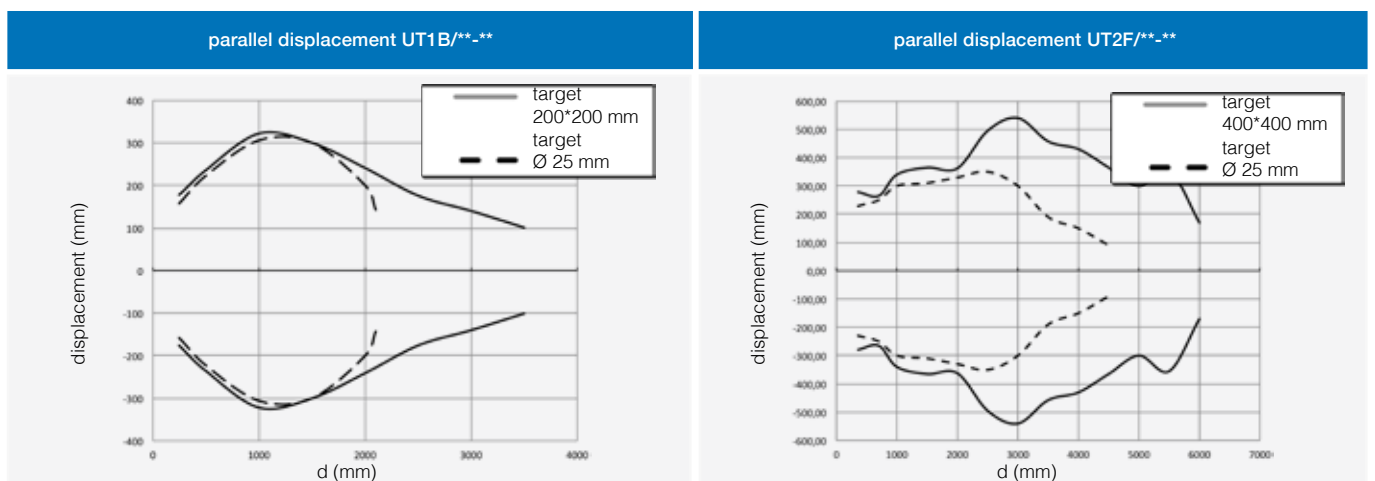 parallel displacement UT1B/**-**
target
200*200 mm
target
Ø 25 mm
displacement (mm)
400
300
200
100
0
-100
-200
-300
-400
0
1000
2000
3000
4000
d (mm)
parallel displacement UT2F/**-**
target
400*400 mm
target
Ø 25 mm
displacement (mm)
600,00
500,00
400,00
300,00
200,00
100,00
0,00
-100,00
-200,00
-300,00
-400,00
-500,00
-600,00
0
1000
2000
3000
4000
5000
6000
7000
d (mm)